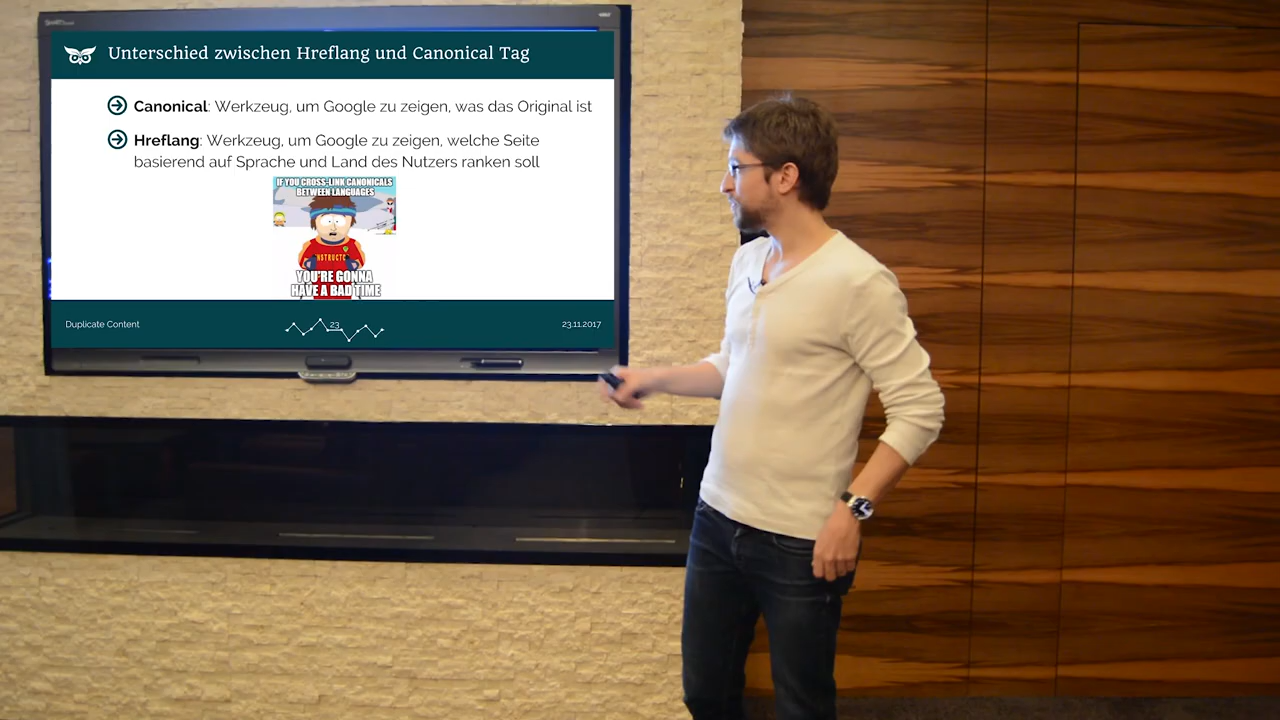 Unterschied zwischen Hreflang und Canonical Tag
Canonical: Werkzeug, um Google zu zeigen, was das Original ist
Hreflang: Werkzeug, um Google zu zeigen, welche Seite
basierend auf Sprache und Land des Nutzers ranken soll
IF YOU CROSS-LINK CANONICALS
BETWEEN LANGUAGES
YOU'RE GONNA
HAVE A BAD TIME
Duplicate Content
23
23.11.2017